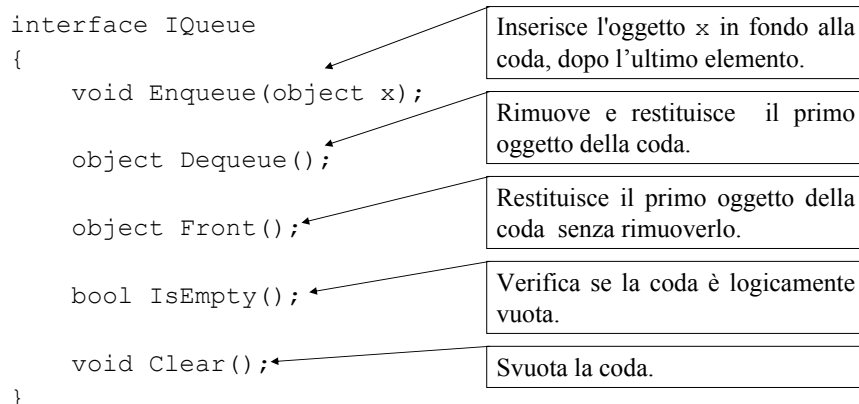 interface IQueue
{
void Enqueue(object x);
object Dequeue();
object Front();
bool IsEmpty();
void Clear();
}
Inserisce l'oggetto x in fondo alla
coda, dopo l’ultimo elemento.
Rimuove e restituisce il primo
oggetto della coda.
Restituisce il primo oggetto della
coda senza rimuoverlo.
Verifica se la coda è logicamente
vuota.
Svuota la coda.